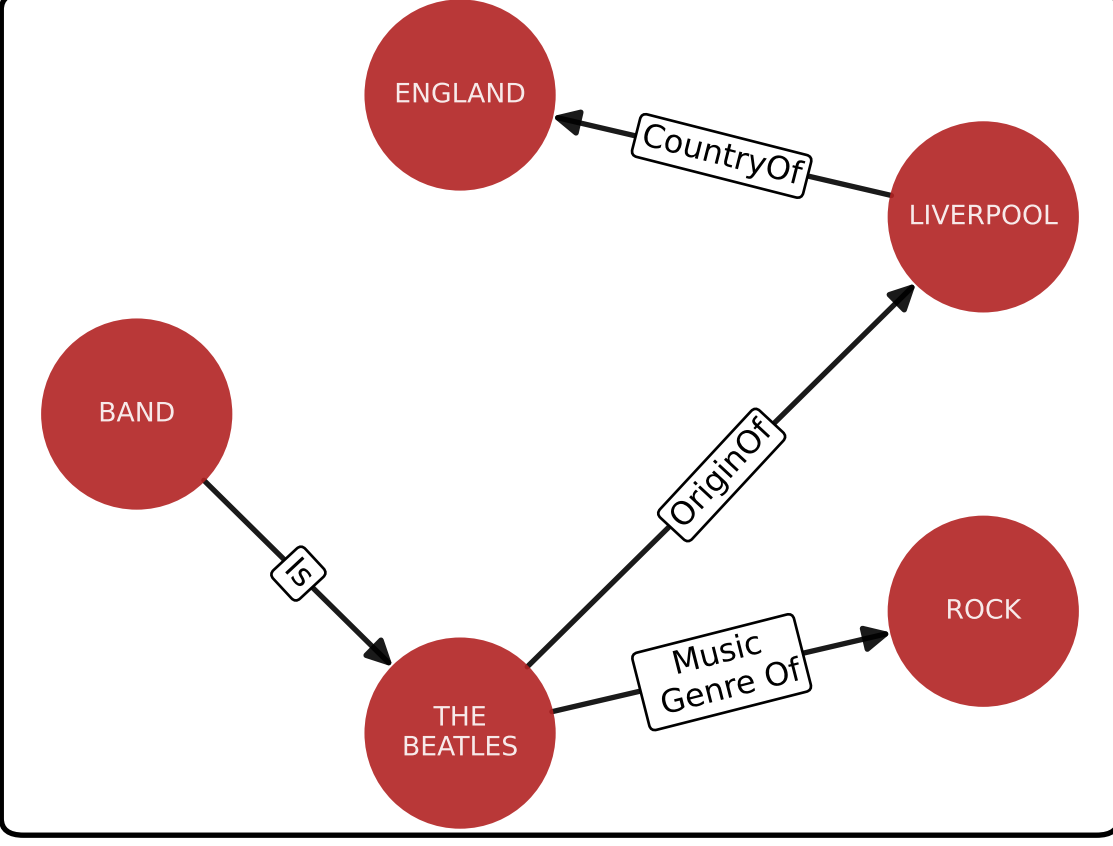 ENGLAND
CountryOf
LIVERPOOL
BAND
OriginOf
Is
ROCK
Music
Genre Of
THE
BEATLES